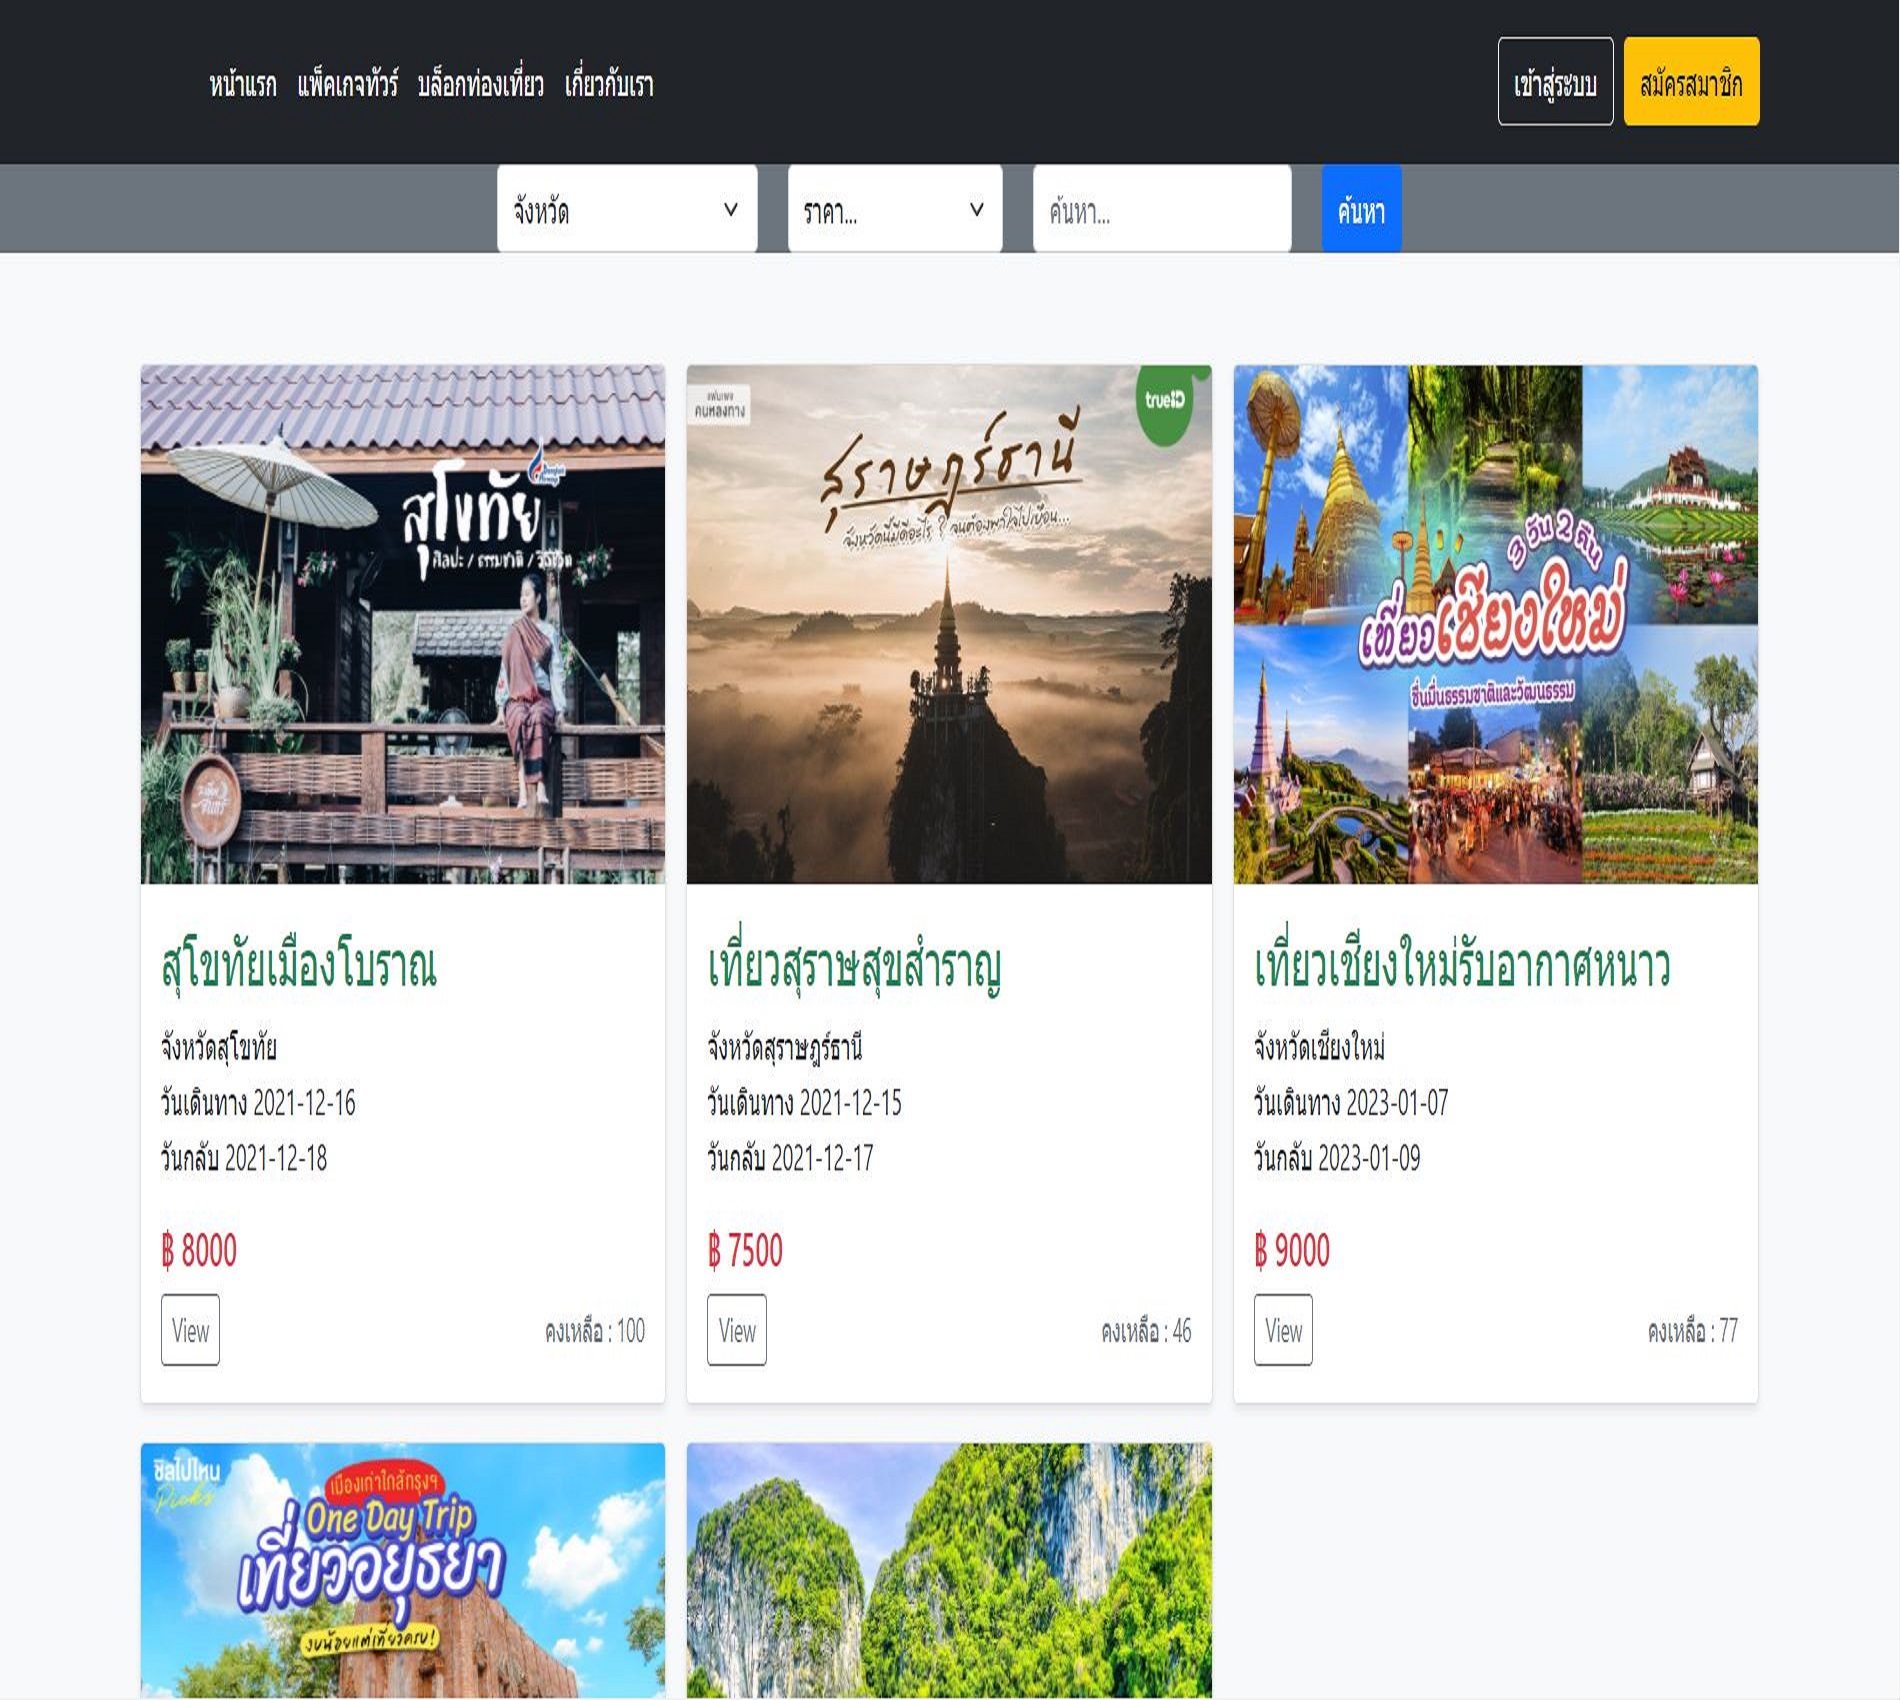 หน้าแรก แพ็คเกจทัวร์ บล็อกท่องเที่ยว เกี่ยวกับเรา
เข้าสู่ระบบ สมัครสมาชิก
จังหวัด ราคา... ค้นหา... ค้นหา
สุโขทัย
ศิลปะ / ธรรมชาติ / วิถีชีวิต
แฟนเพจ
คนหลงทาง
trueID
สุราษฎร์ธานี
จังหวัดนี้มีดีอะไร ? จนต้องพาใจไปเยือน...
3 วัน 2 คืน
เที่ยวเชียงใหม่
ชื่นมื่นธรรมชาติและวัฒนธรรม
สุโขทัยเมืองโบราณ
จังหวัดสุโขทัย
วันเดินทาง 2021-12-16
วันกลับ 2021-12-18
฿ 8000
View คงเหลือ : 100
เที่ยวสุราษสุขสำราญ
จังหวัดสุราษฎร์ธานี
วันเดินทาง 2021-12-15
วันกลับ 2021-12-17
฿ 7500
View คงเหลือ : 46
เที่ยวเชียงใหม่รับอากาศหนาว
จังหวัดเชียงใหม่
วันเดินทาง 2023-01-07
วันกลับ 2023-01-09
฿ 9000
View คงเหลือ : 77
ชิลไปไหน
Picks
เมืองเก่าใกล้กรุงฯ
One Day Trip
เที่ยวอยุธยา
งบน้อยแต่เที่ยวครบ!